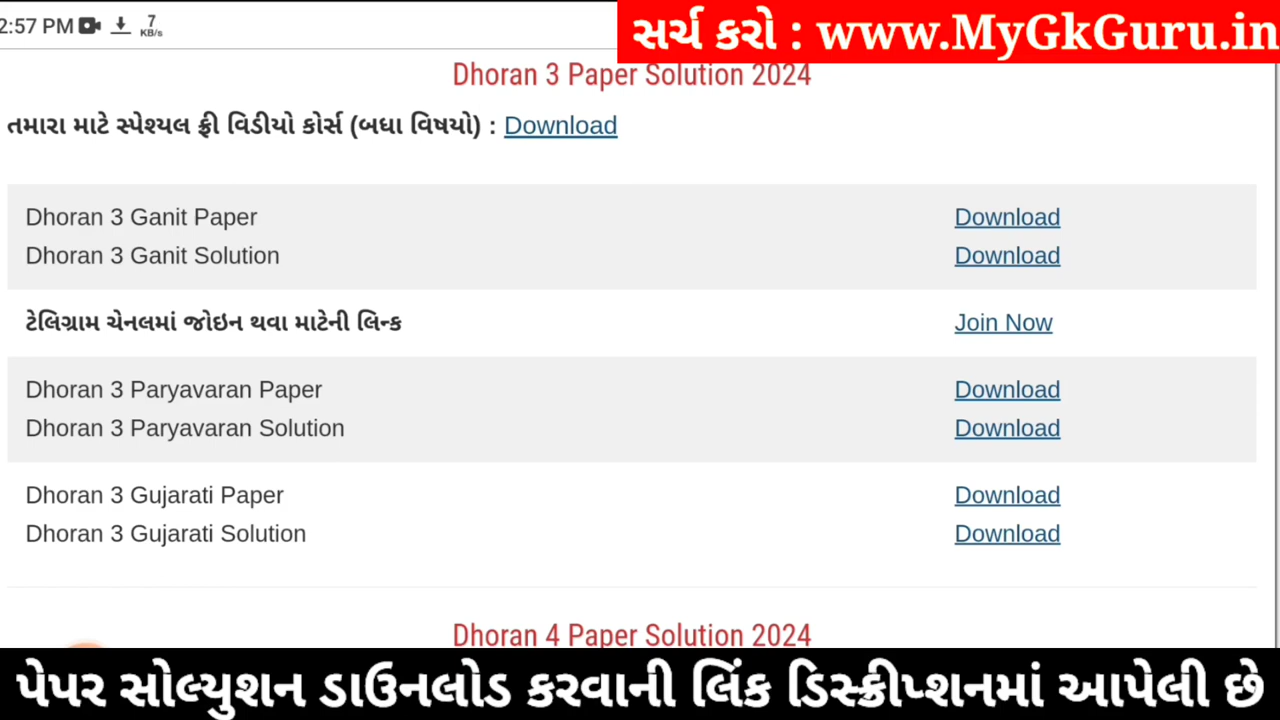 2:57 PM
7
KB/s
સર્ચ કરો : www.MyGkGuru.in
Dhoran 3 Paper Solution 2024
તમારા માટે સ્પેશ્યલ ફ્રી વિડીયો કોર્સ (બધા વિષયો) : Download
Dhoran 3 Ganit Paper Download
Dhoran 3 Ganit Solution Download
ટેલિગ્રામ ચેનલમાં જોઇન થવા માટેની લિન્ક Join Now
Dhoran 3 Paryavaran Paper Download
Dhoran 3 Paryavaran Solution Download
Dhoran 3 Gujarati Paper Download
Dhoran 3 Gujarati Solution Download
Dhoran 4 Paper Solution 2024
પેપર સોલ્યુશન ડાઉનલોડ કરવાની લિંક ડિસ્ક્રીપ્શનમાં આપેલી છે